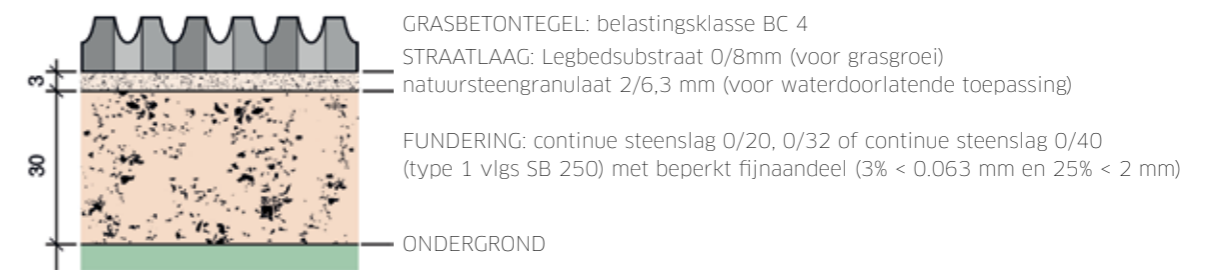 GRASBETONTEGEL: belastingsklasse BC 4
STRAATLAAG: Legbedsubstraat 0/8mm (voor grasgroei)
3
natuursteengranulaat 2/6,3 mm (voor waterdoorlatende toepassing)
FUNDERING: continue steenslag 0/20, 0/32 of continue steenslag 0/40
30
(type 1 vlgs SB 250) met beperkt fijnaandeel (3% < 0.063 mm en 25% < 2 mm)
ONDERGROND